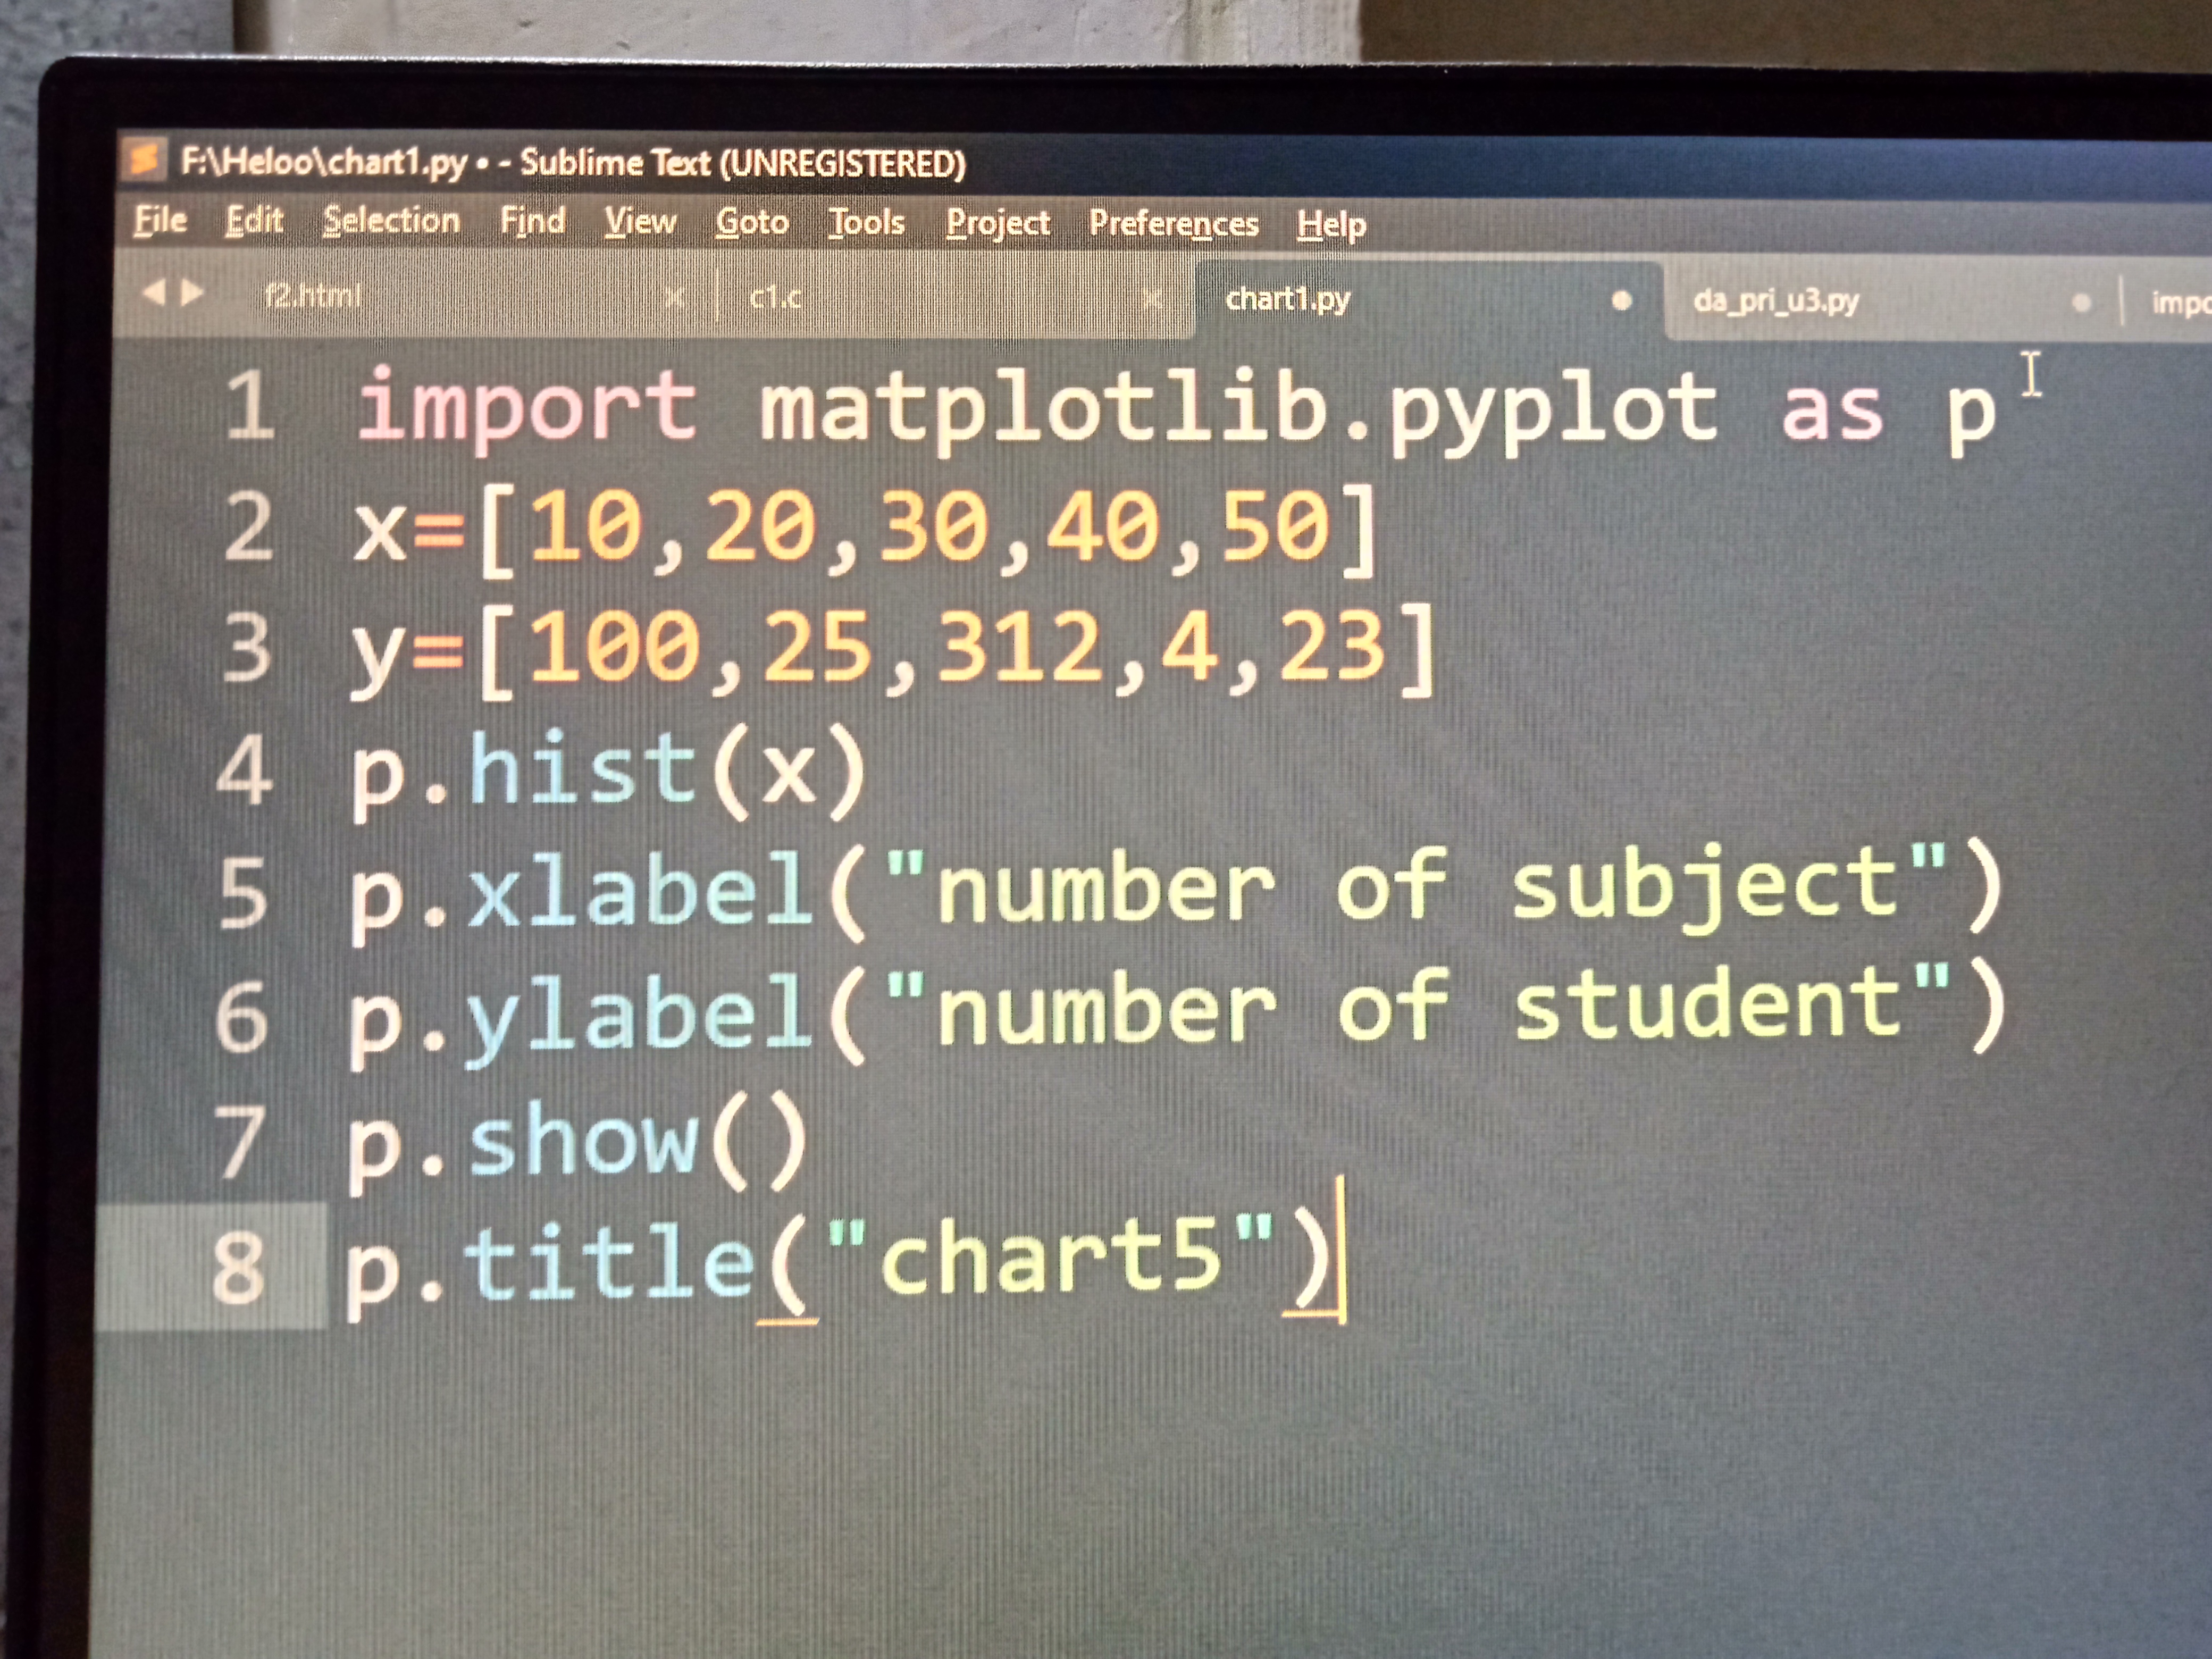 F:\Heloo\chart1.py • - Sublime Text (UNREGISTERED)
File Edit Selection Find View Goto Tools Project Preferences Help
f2.html c1.c chart1.py da_pri_u3.py
1 import matplotlib.pyplot as p
2 x=[10,20,30,40,50]
3 y=[100,25,312,4,23]
4 p.hist(x)
5 p.xlabel("number of subject")
6 p.ylabel("number of student")
7 p.show()
8 p.title("chart5")